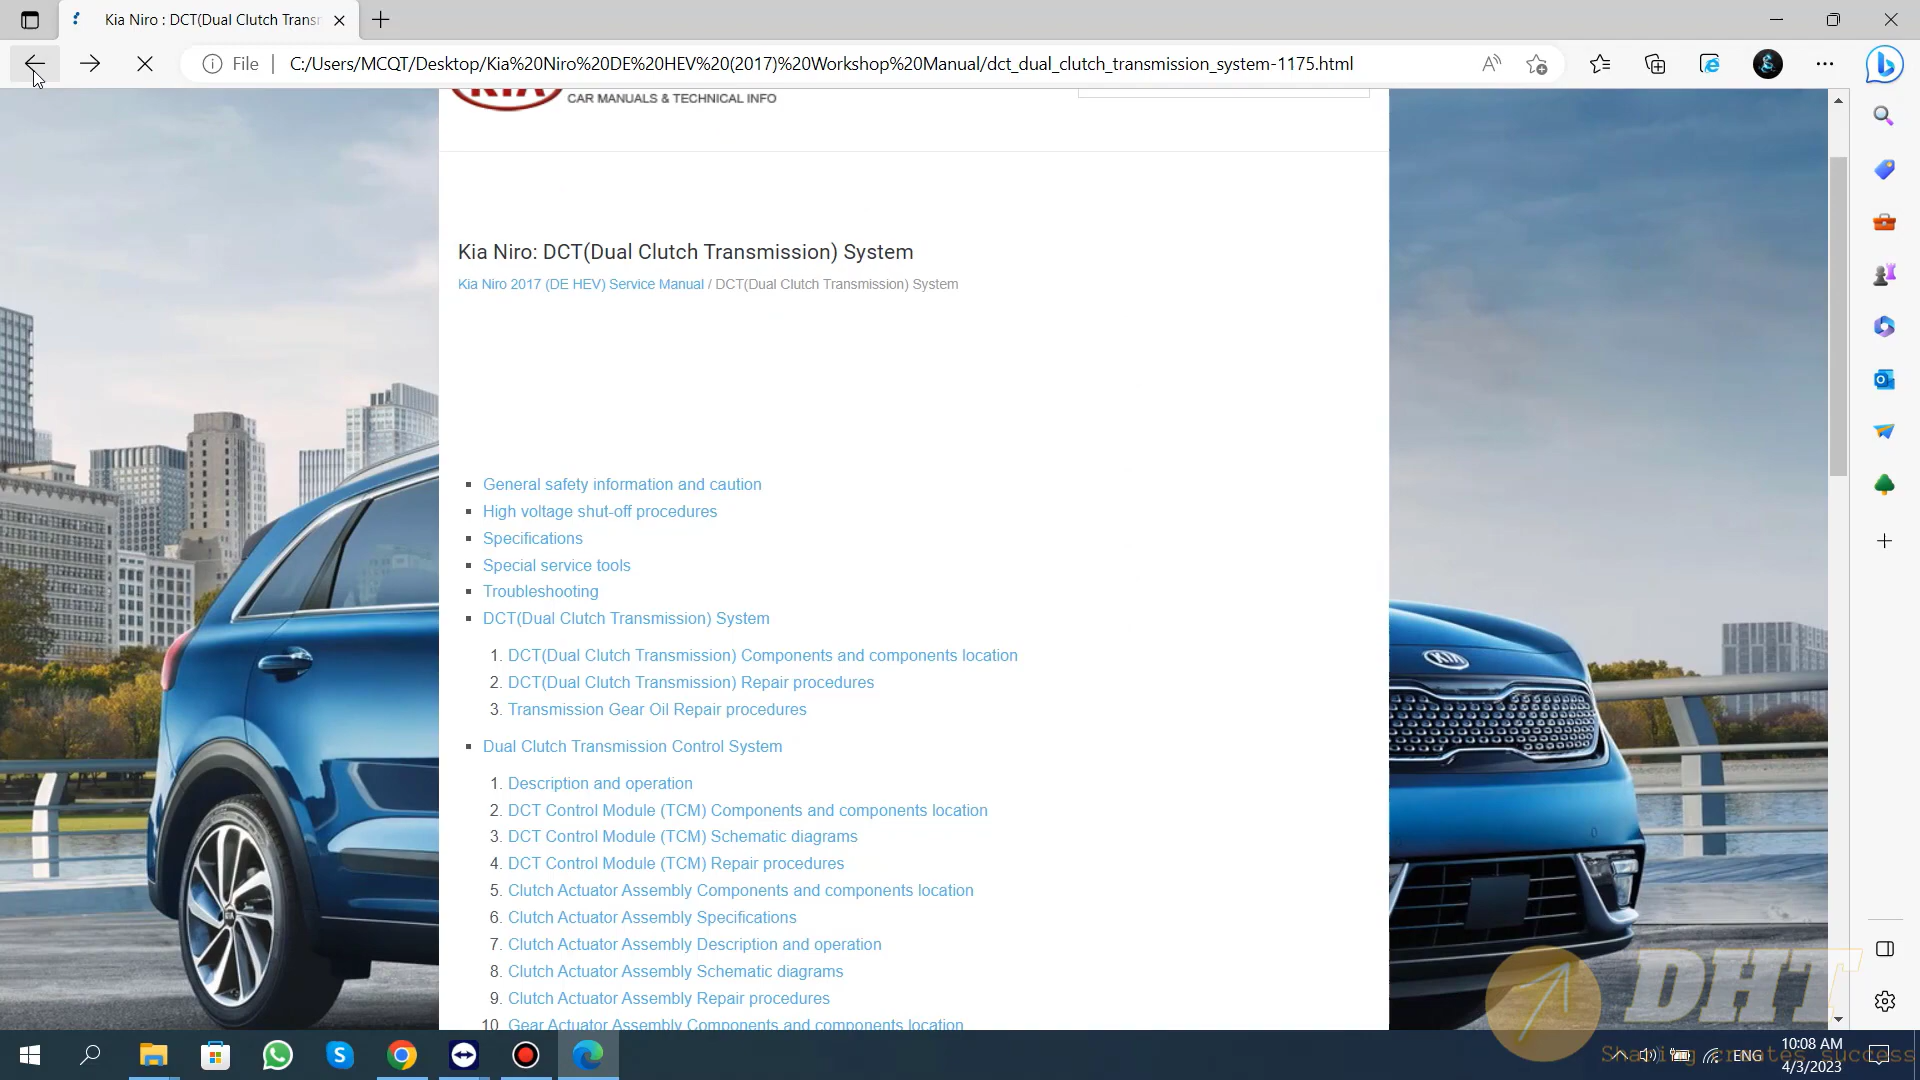 Kia Niro : DCT(Dual Clutch Transm
File
C:/Users/MCQT/Desktop/Kia%20Niro%20DE%20HEV%20(2017)%20Workshop%20Manual/dct_dual_clutch_transmission_system-1175.html
KIA
CAR MANUALS & TECHNICAL INFO
Kia Niro: DCT(Dual Clutch Transmission) System
Kia Niro 2017 (DE HEV) Service Manual / DCT(Dual Clutch Transmission) System
▪ General safety information and caution
▪ High voltage shut-off procedures
▪ Specifications
▪ Special service tools
▪ Troubleshooting
▪ DCT(Dual Clutch Transmission) System
1. DCT(Dual Clutch Transmission) Components and components location
2. DCT(Dual Clutch Transmission) Repair procedures
3. Transmission Gear Oil Repair procedures
▪ Dual Clutch Transmission Control System
1. Description and operation
2. DCT Control Module (TCM) Components and components location
3. DCT Control Module (TCM) Schematic diagrams
4. DCT Control Module (TCM) Repair procedures
5. Clutch Actuator Assembly Components and components location
6. Clutch Actuator Assembly Specifications
7. Clutch Actuator Assembly Description and operation
8. Clutch Actuator Assembly Schematic diagrams
9. Clutch Actuator Assembly Repair procedures
10. Gear Actuator Assembly Components and components location
KIA
DHT
Sharing creates success
ENG
10:08 AM
4/3/2023